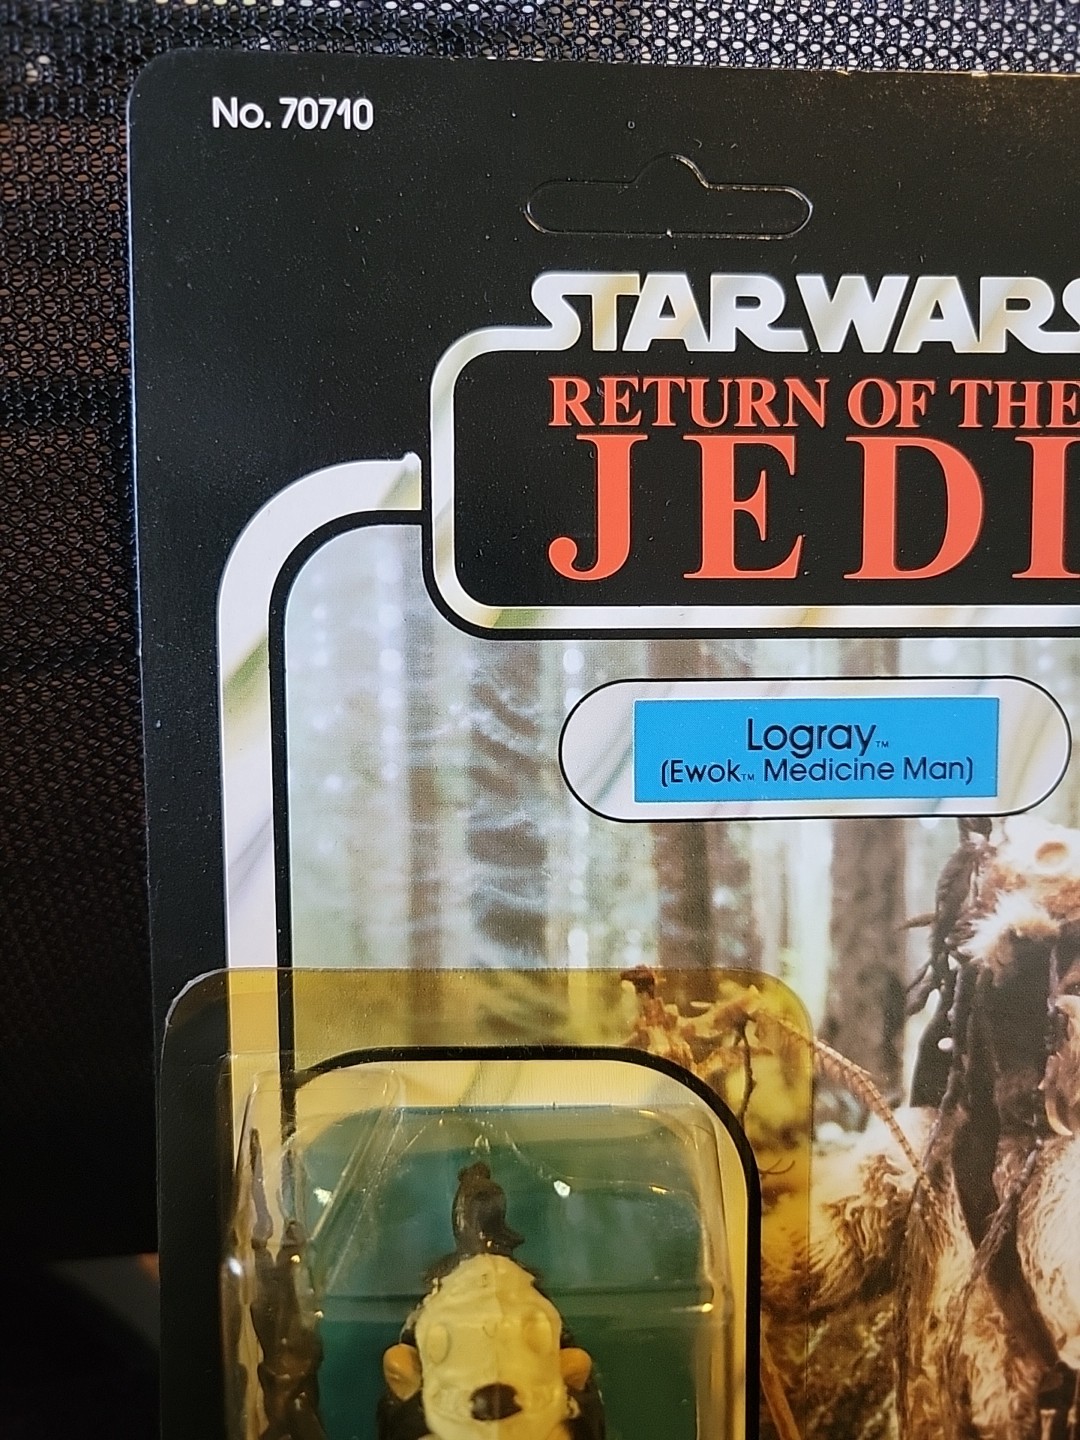 No. 70710
STAR WARS
RETURN OF THE
JEDI
Logray™
(Ewok™ Medicine Man)